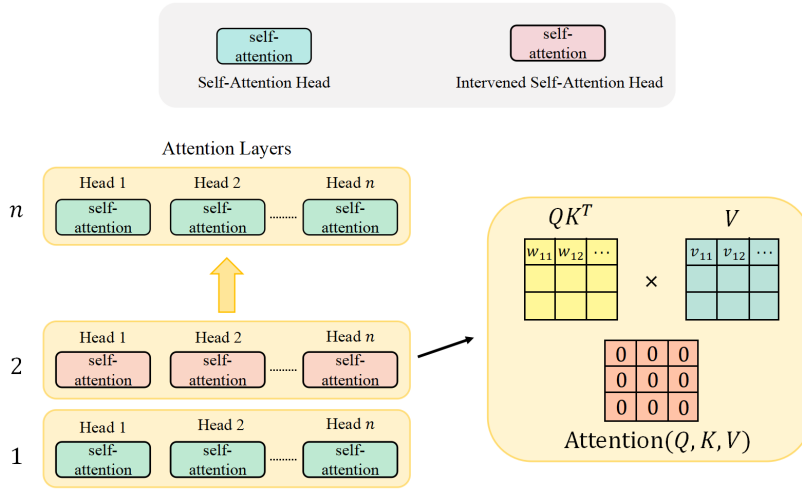 self-
attention
self-
attention
Self-Attention Head
Intervened Self-Attention Head
Attention Layers
n
Head 1
Head 2
Head n
self-
attention
self-
attention
.........
self-
attention
2
Head 1
Head 2
Head n
self-
attention
self-
attention
.........
self-
attention
1
Head 1
Head 2
Head n
self-
attention
self-
attention
.........
self-
attention
QKᵀ
V
w₁₁ w₁₂ ⋯
×
v₁₁ v₁₂ ⋯
0 0 0
0 0 0
0 0 0
Attention(Q, K, V)